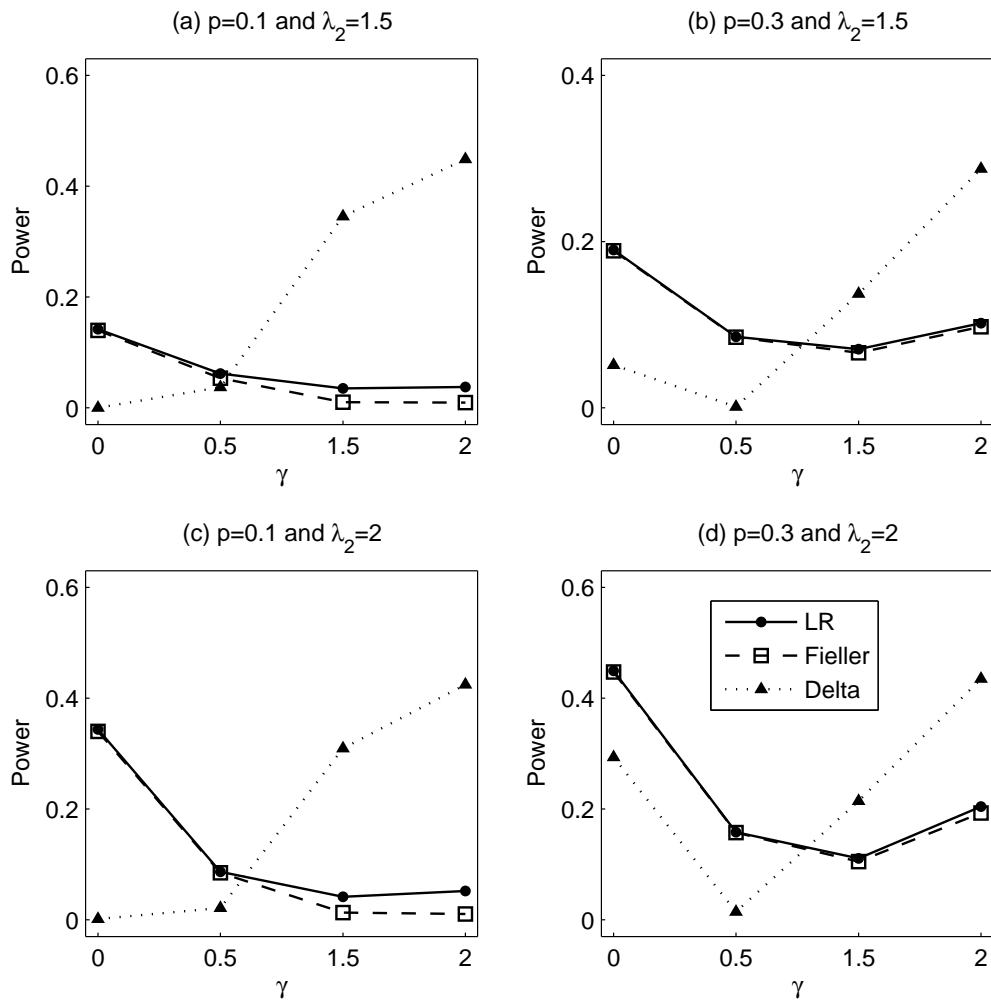 (a) p=0.1 and λ2=1.5
0.6
0.4
0.2
0
Power
0 0.5 1.5 2
γ
(b) p=0.3 and λ2=1.5
0.4
0.2
0
Power
0 0.5 1.5 2
γ
(c) p=0.1 and λ2=2
0.6
0.4
0.2
0
Power
0 0.5 1.5 2
γ
(d) p=0.3 and λ2=2
0.6
0.4
0.2
0
Power
LR
Fieller
Delta
0 0.5 1.5 2
γ